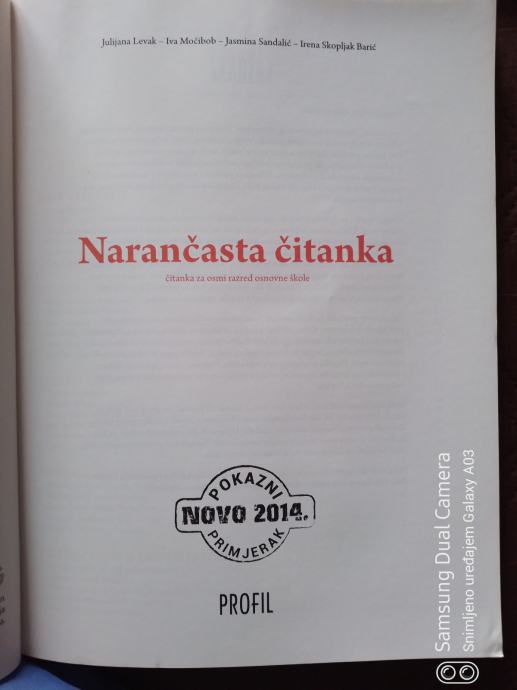 Julijana Levak – Iva Močibob – Jasmina Sandalić – Irena Skopljak Barić
Narančasta čitanka
čitanka za osmi razred osnovne škole
POKAZNI
NOVO 2014.
PRIMJERAK
PROFIL
Samsung Dual Camera
Snimljeno uređajem Galaxy A03